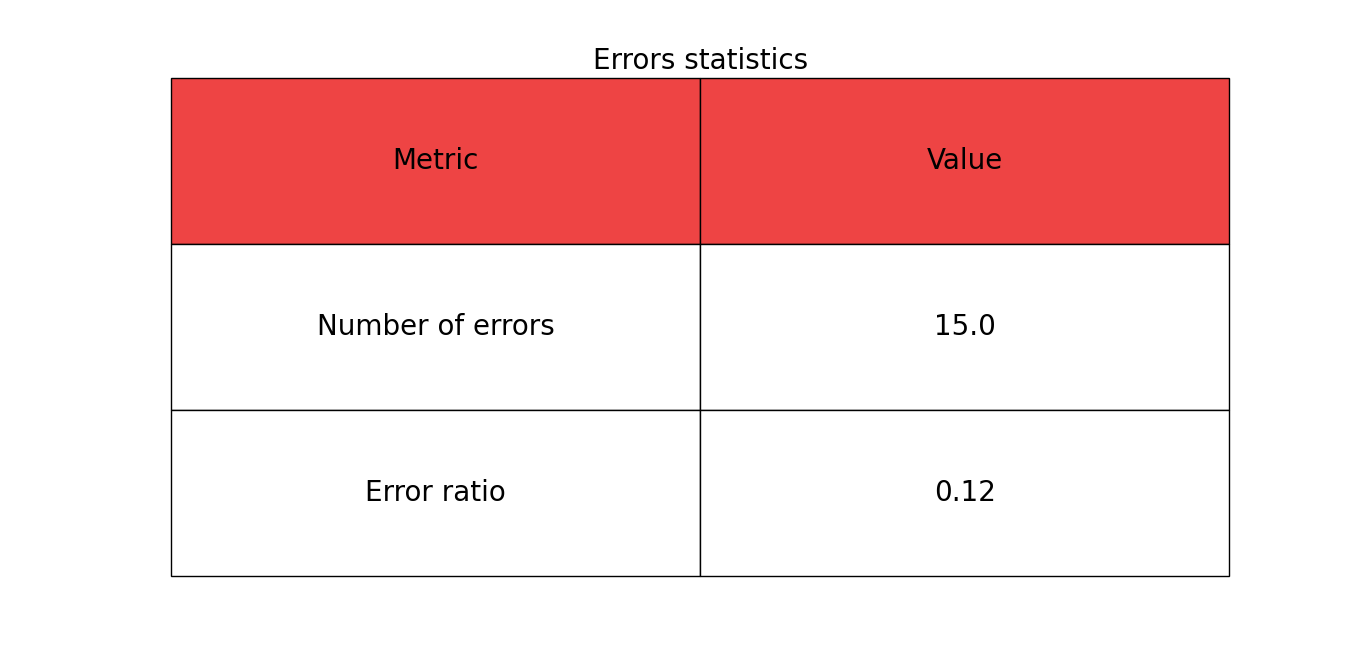 Errors statistics
Metric Value
Number of errors 15.0
Error ratio 0.12